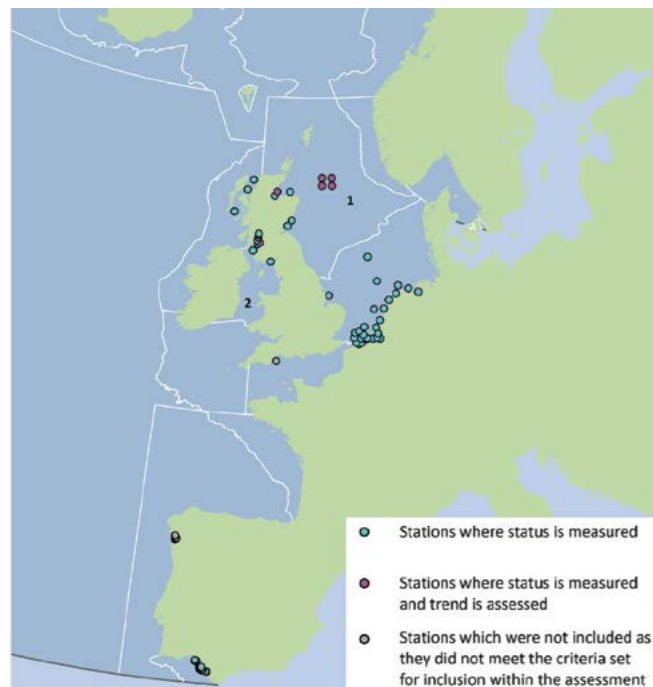 1
2
Stations where status is measured
Stations where status is measured
and trend is assessed
Stations which were not included as
they did not meet the criteria set
for inclusion within the assessment